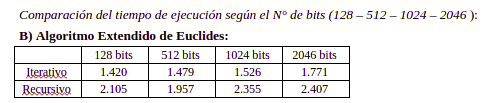 Comparación del tiempo de ejecución según el N° de bits (128 – 512 – 1024 – 2046 ):
B) Algoritmo Extendido de Euclides:
128 bits 512 bits 1024 bits 2046 bits
Iterativo 1.420 1.479 1.526 1.771
Recursivo 2.105 1.957 2.355 2.407